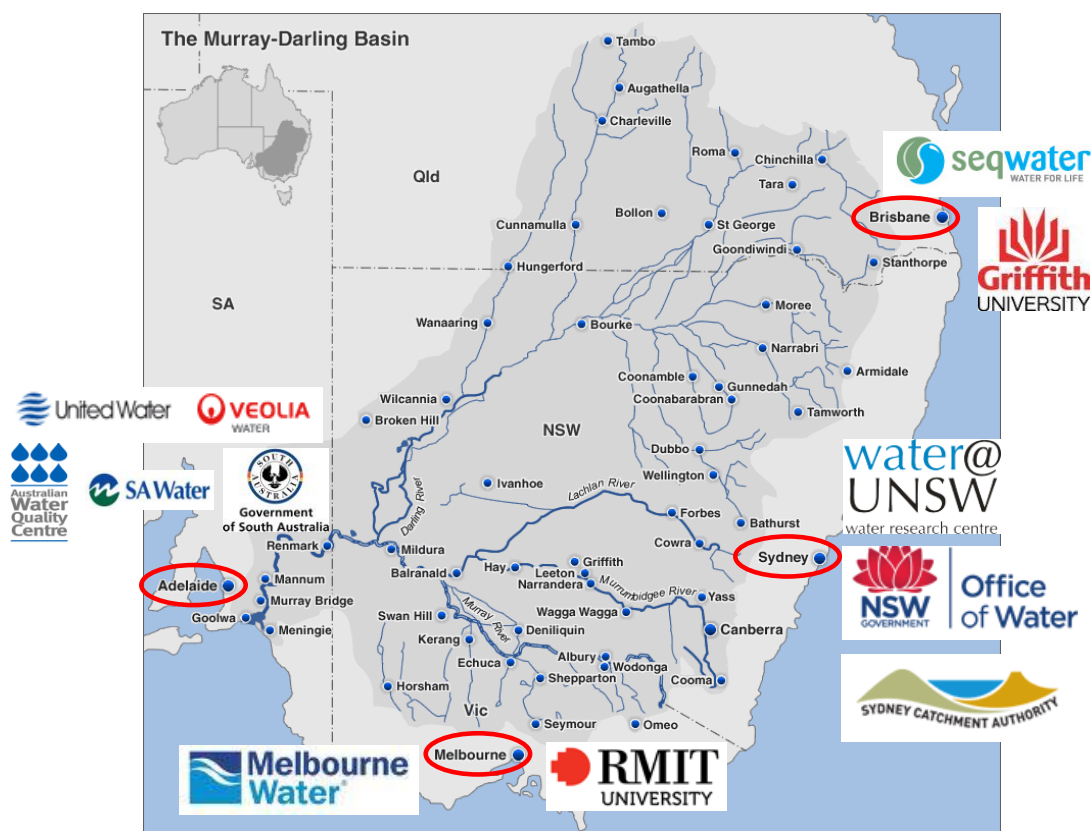 The Murray-Darling Basin
Tambo
Augathella
Charleville
Roma
Chinchilla
seqwater
WATER FOR LIFE
Tara
Qld
Bollon
Brisbane
Cunnamulla
St George
Goondiwindi
Griffith
UNIVERSITY
Hungerford
Stanthorpe
SA
Moree
Wanaaring
Bourke
Narrabri
Coonamble
Gunnedah
Armidale
Wilcannia
Coonabarabran
United Water
VEOLIA
WATER
Broken Hill
Tamworth
NSW
Dubbo
water@
UNSW
water research centre
Wellington
Australian
Water
Quality
Centre
SA Water
SOUTH
AUSTRALIA
Government
of South Australia
Ivanhoe
Lachlan River
Darling River
Forbes
Bathurst
Renmark
Mildura
Cowra
Sydney
Griffith
Hay
Leeton
Narrandera
Balranald
Murrumbidgee River
Adelaide
Mannum
Murray Bridge
Goolwa
Meningie
Yass
NSW
GOVERNMENT
Office
of Water
Swan Hill
Murray River
Wagga Wagga
Deniliquin
Canberra
Kerang
Echuca
Albury
Wodonga
Shepparton
Cooma
Horsham
SYDNEY CATCHMENT AUTHORITY
Vic
Seymour
Omeo
Melbourne
Melbourne
Water
RMIT
UNIVERSITY